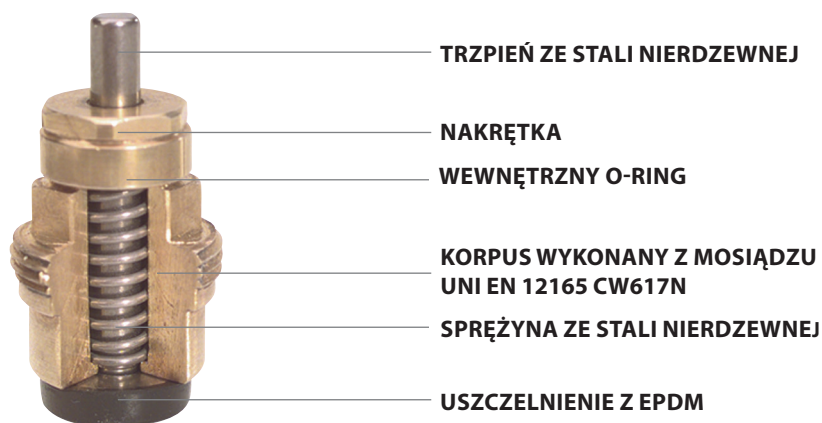 TRZPIEŃ ZE STALI NIERDZEWNEJ
NAKRĘTKA
WEWNĘTRZNY O-RING
KORPUS WYKONANY Z MOSIĄDZU
UNI EN 12165 CW617N
SPRĘŻYNA ZE STALI NIERDZEWNEJ
USZCZELNIENIE Z EPDM